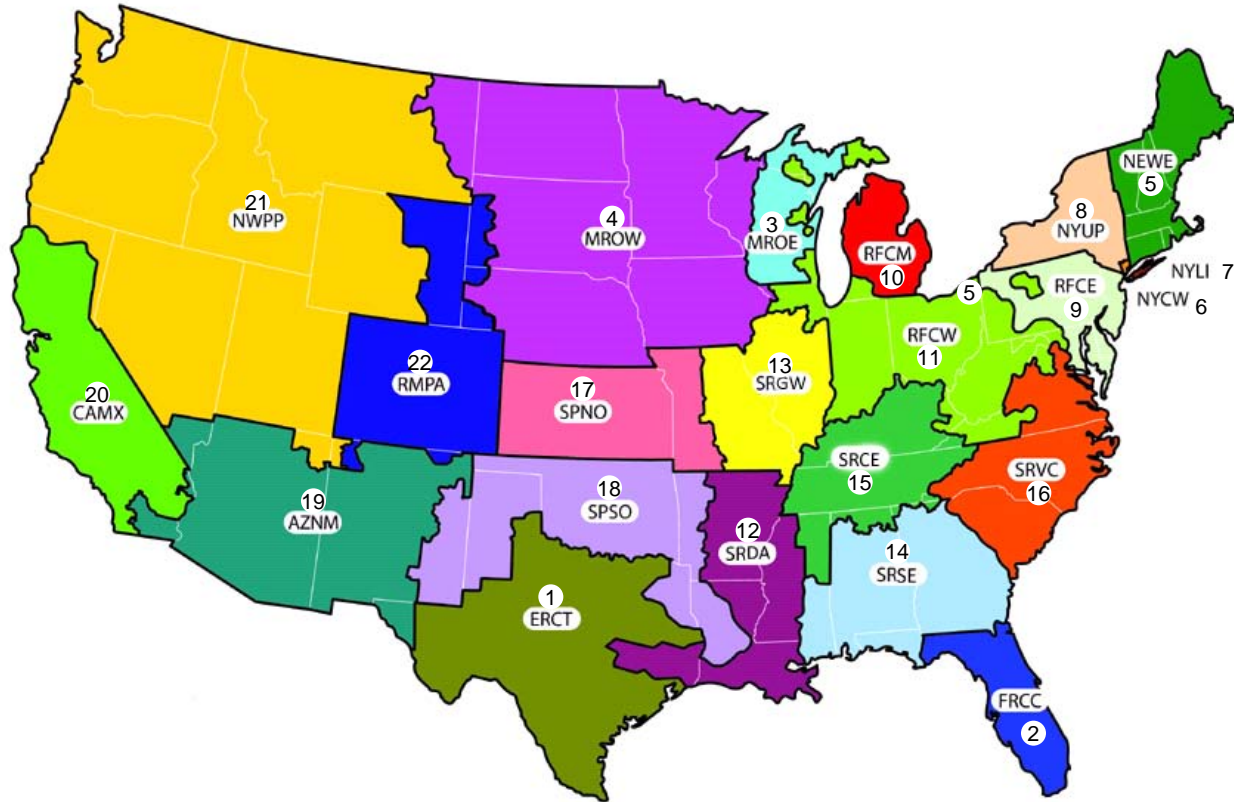 NEWE
5
21
NWPP
4
MROW
3
MROE
8
NYUP
RFCM
10
5
RFCE
9
NYLI 7
NYCW 6
RFCW
11
22
RMPA
13
SRGW
17
SPNO
20
CAMX
SRCE
15
SRVC
16
18
SPSO
19
AZNM
12
SRDA
14
SRSE
1
ERCT
FRCC
2